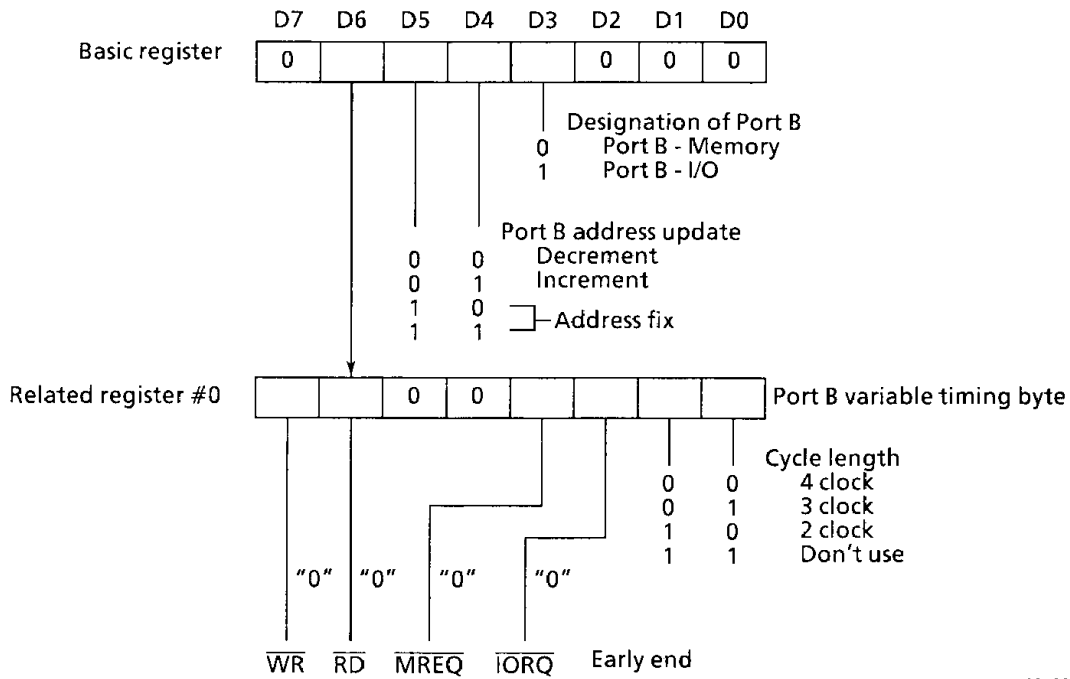 D7 D6 D5 D4 D3 D2 D1 D0
Basic register 0 0 0 0
Designation of Port B
0 Port B - Memory
1 Port B - I/O
Port B address update
0 0 Decrement
0 1 Increment
1 0
Address fix
1 1
Related register #0 0 0 Port B variable timing byte
Cycle length
0 0 4 clock
0 1 3 clock
1 0 2 clock
1 1 Don't use
"0" "0" "0" "0"
WR RD MREQ IORQ Early end